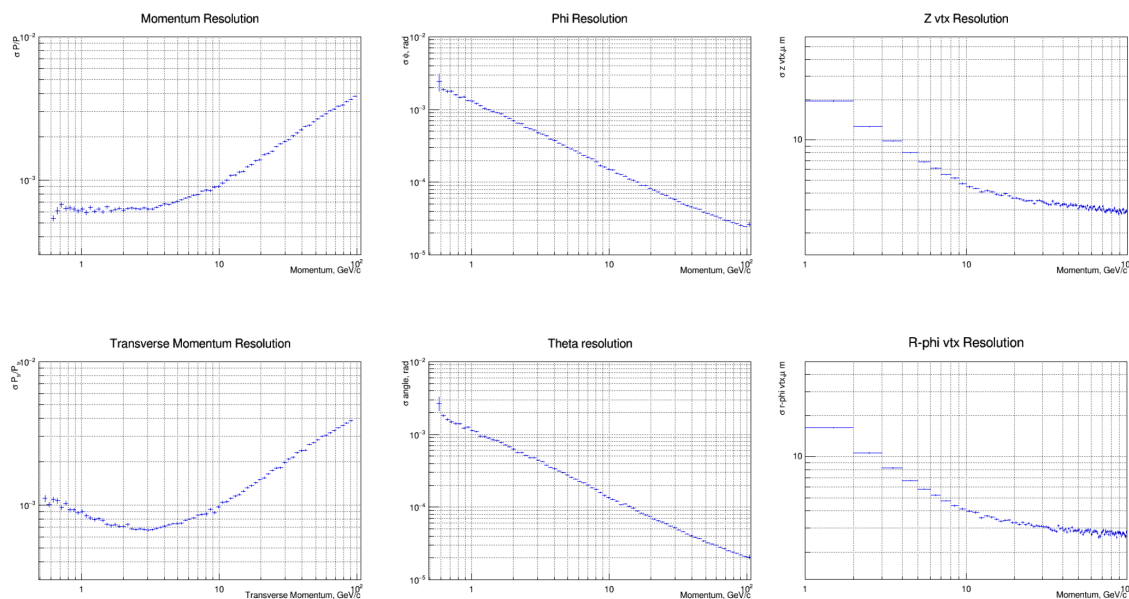 Momentum Resolution
σ P/P
10⁻²
10⁻³
1
10
10²
Momentum, GeV/c
Phi Resolution
σ ϕ, rad
10⁻²
10⁻³
10⁻⁴
10⁻⁵
1
10
10²
Momentum, GeV/c
Z vtx Resolution
10
1
10
Momentum, GeV/c
Transverse Momentum Resolution
10⁻²
10⁻³
1
10
10²
Transverse Momentum, GeV/c
Theta resolution
σ angle, rad
10⁻²
10⁻³
10⁻⁴
10⁻⁵
1
10
10²
Momentum, GeV/c
R-phi vtx Resolution
σ r-phi vtx,μ m
10
1
10
Momentum, GeV/c